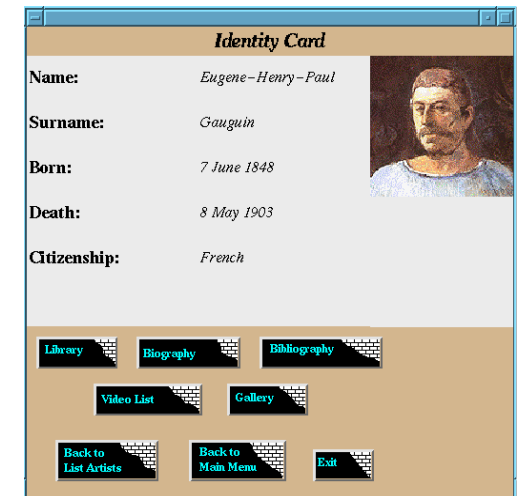 Identity Card
Name: Eugene-Henry-Paul
Surname: Gauguin
Born: 7 June 1848
Death: 8 May 1903
Citizenship: French
Library Biography Bibliography
Video List Gallery
Back to
List Artists
Back to
Main Menu
Exit